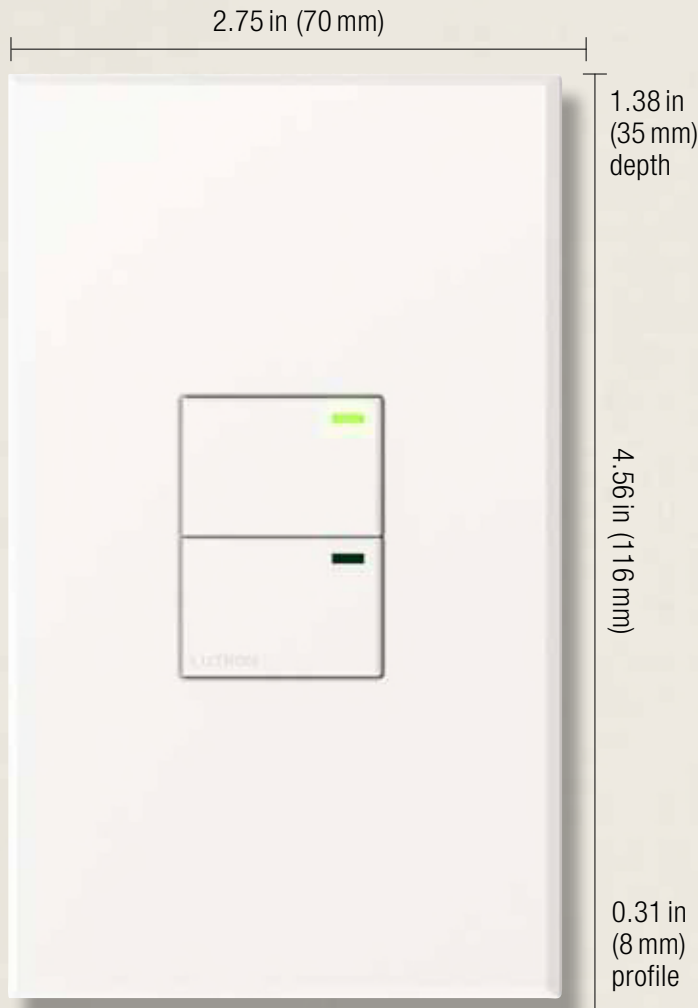 2.75 in (70 mm)
1.38 in
(35 mm)
depth
4.56 in (116 mm)
LUTRON
0.31 in
(8 mm)
profile